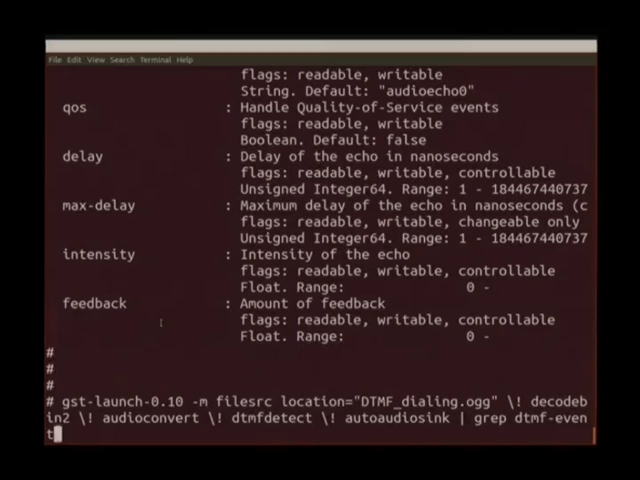 File Edit View Search Terminal Help
flags: readable, writable
String. Default: "audioecho0"
qos : Handle Quality-of-Service events
flags: readable, writable
Boolean. Default: false
delay : Delay of the echo in nanoseconds
flags: readable, writable, controllable
Unsigned Integer64. Range: 1 - 184467440737
max-delay : Maximum delay of the echo in nanoseconds (c
flags: readable, writable, changeable only
Unsigned Integer64. Range: 1 - 184467440737
intensity : Intensity of the echo
flags: readable, writable, controllable
Float. Range: 0 -
feedback : Amount of feedback
flags: readable, writable, controllable
Float. Range: 0 -
#
#
#
# gst-launch-0.10 -m filesrc location="DTMF_dialing.ogg" \! decodeb
in2 \! audioconvert \! dtmfdetect \! autoaudiosink | grep dtmf-even
t